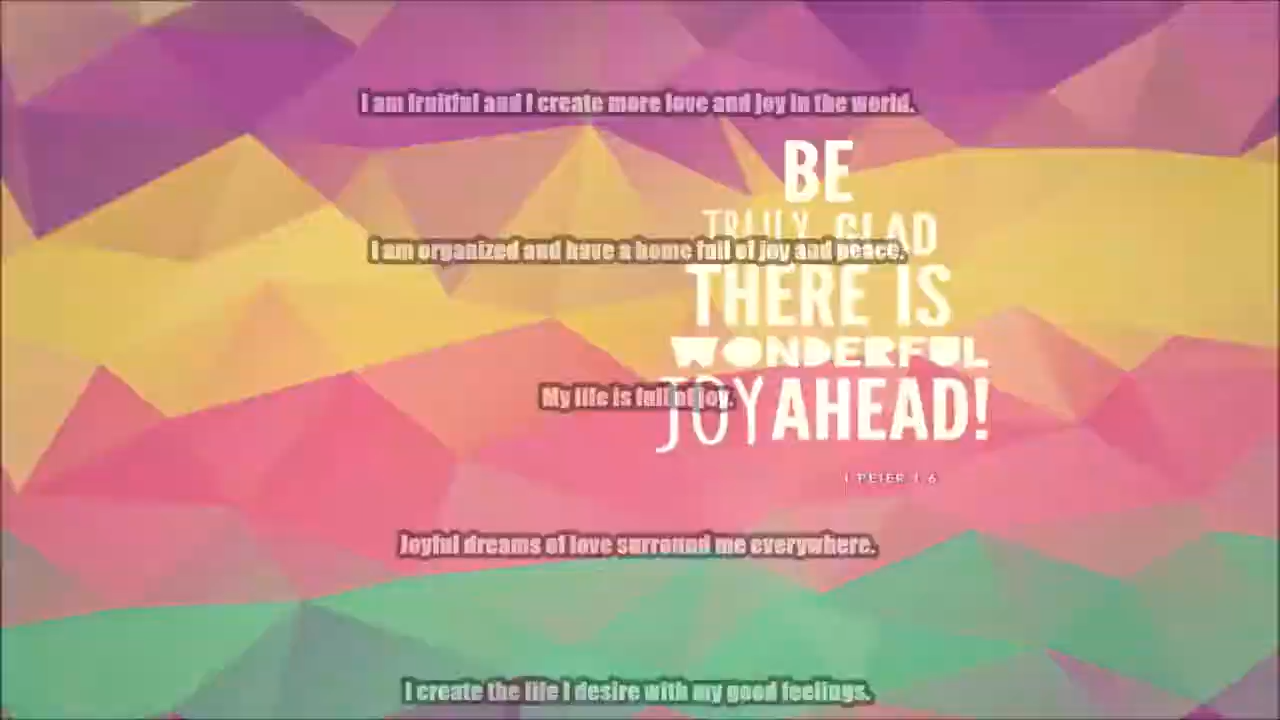 I am fruitful and I create more love and joy in the world.
BE
TRULY GLAD
I am organized and have a home full of joy and peace.
THERE IS
WONDERFUL
My life is full of joy.
JOY AHEAD!
1 PETER 1 6
Joyful dreams of love surround me everywhere.
I create the life I desire with my good feelings.